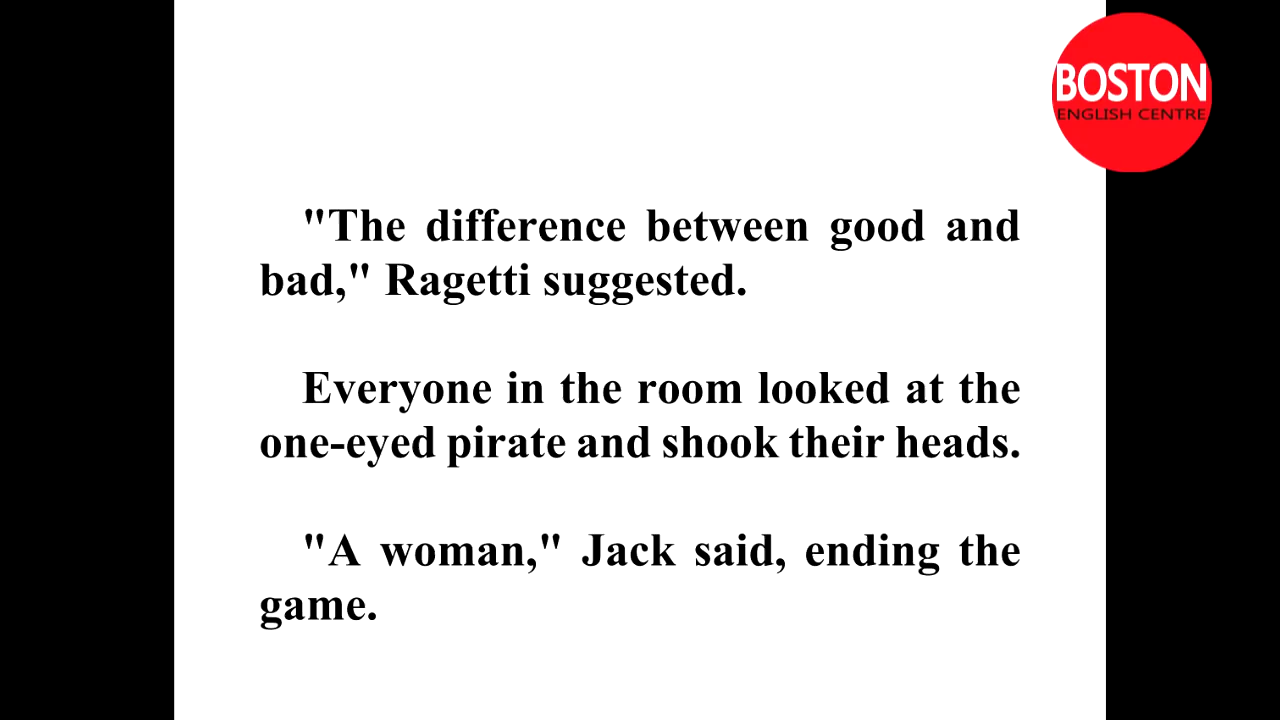 BOSTON
ENGLISH CENTRE
"The difference between good and
bad," Ragetti suggested.
Everyone in the room looked at the
one-eyed pirate and shook their heads.
"A woman," Jack said, ending the
game.